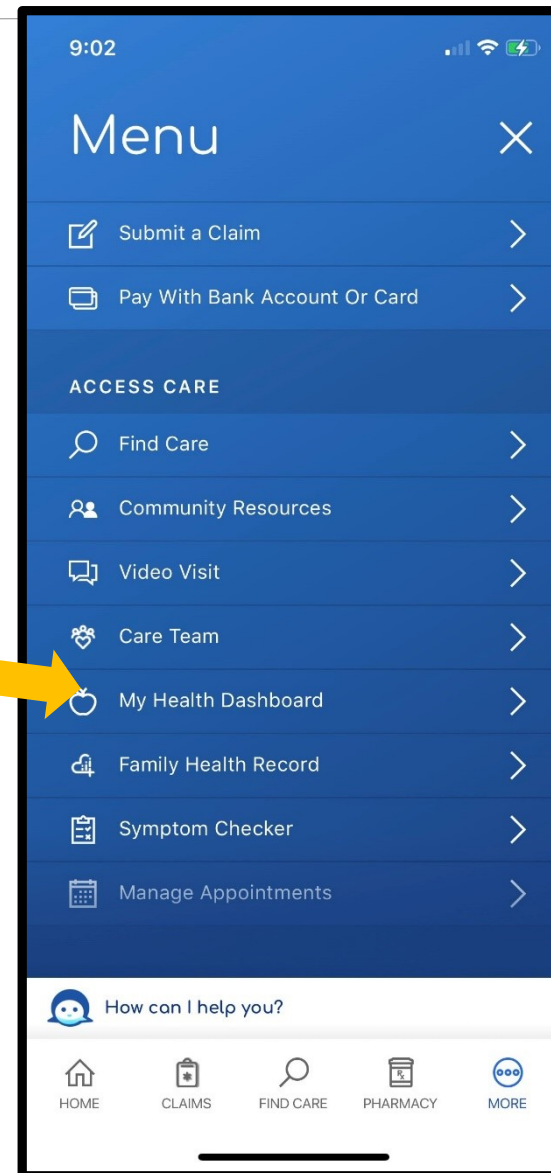 9:02
Menu
Submit a Claim
Pay With Bank Account Or Card
ACCESS CARE
Find Care
Community Resources
Video Visit
Care Team
My Health Dashboard
Family Health Record
Symptom Checker
Manage Appointments
How can I help you?
HOME CLAIMS FIND CARE PHARMACY MORE